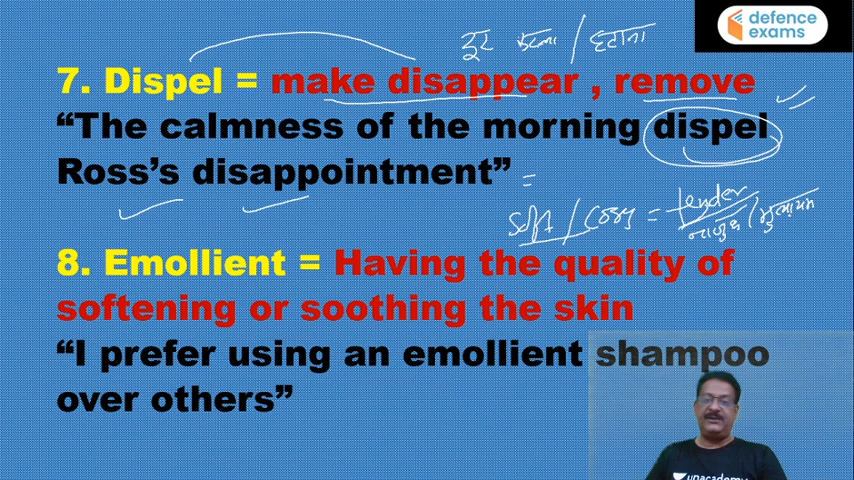 defence
exams
दूर करना / हटाना
7. Dispel = make disappear , remove
“The calmness of the morning dispel
Ross’s disappointment”
Soft / Cosy = tender
नाजुक / मुलायम
8. Emollient = Having the quality of
softening or soothing the skin
“I prefer using an emollient shampoo
over others”
unacademy